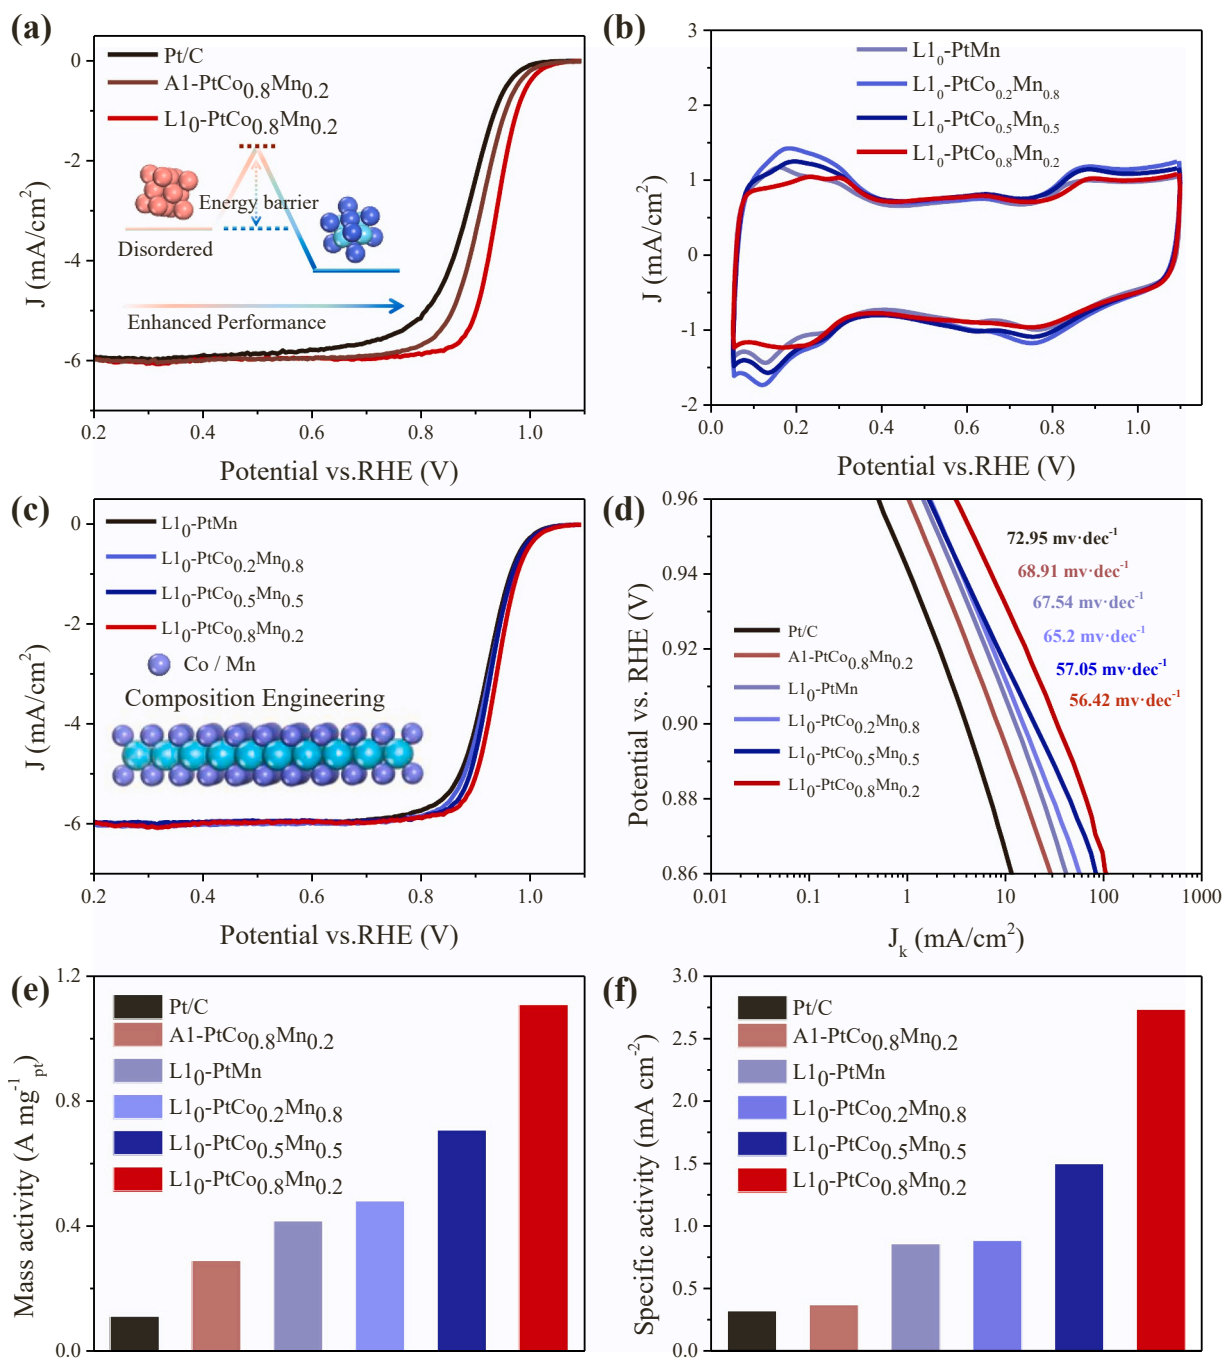 (a)
Pt/C
A1-PtCo0.8Mn0.2
L10-PtCo0.8Mn0.2
Energy barrier
Disordered
Enhanced Performance
0
-2
-4
-6
J (mA/cm2)
0.2 0.4 0.6 0.8 1.0
Potential vs.RHE (V)
(b)
L10-PtMn
L10-PtCo0.2Mn0.8
L10-PtCo0.5Mn0.5
L10-PtCo0.8Mn0.2
3
2
1
0
-1
-2
J (mA/cm2)
0.0 0.2 0.4 0.6 0.8 1.0
Potential vs.RHE (V)
(c)
L10-PtMn
L10-PtCo0.2Mn0.8
L10-PtCo0.5Mn0.5
L10-PtCo0.8Mn0.2
Co / Mn
Composition Engineering
0
-2
-4
-6
J (mA/cm2)
0.2 0.4 0.6 0.8 1.0
Potential vs.RHE (V)
(d)
72.95 mv·dec-1
68.91 mv·dec-1
67.54 mv·dec-1
65.2 mv·dec-1
57.05 mv·dec-1
56.42 mv·dec-1
Pt/C
A1-PtCo0.8Mn0.2
L10-PtMn
L10-PtCo0.2Mn0.8
L10-PtCo0.5Mn0.5
L10-PtCo0.8Mn0.2
0.96
0.94
0.92
0.90
0.88
0.86
Potential vs. RHE (V)
0.01 0.1 1 10 100 1000
Jk (mA/cm2)
(e)
Pt/C
A1-PtCo0.8Mn0.2
L10-PtMn
L10-PtCo0.2Mn0.8
L10-PtCo0.5Mn0.5
L10-PtCo0.8Mn0.2
1.2
0.8
0.4
0.0
Mass activity (A mg-1pt)
(f)
Pt/C
A1-PtCo0.8Mn0.2
L10-PtMn
L10-PtCo0.2Mn0.8
L10-PtCo0.5Mn0.5
L10-PtCo0.8Mn0.2
3.0
2.5
2.0
1.5
1.0
0.5
0.0
Specific activity (mA cm-2)